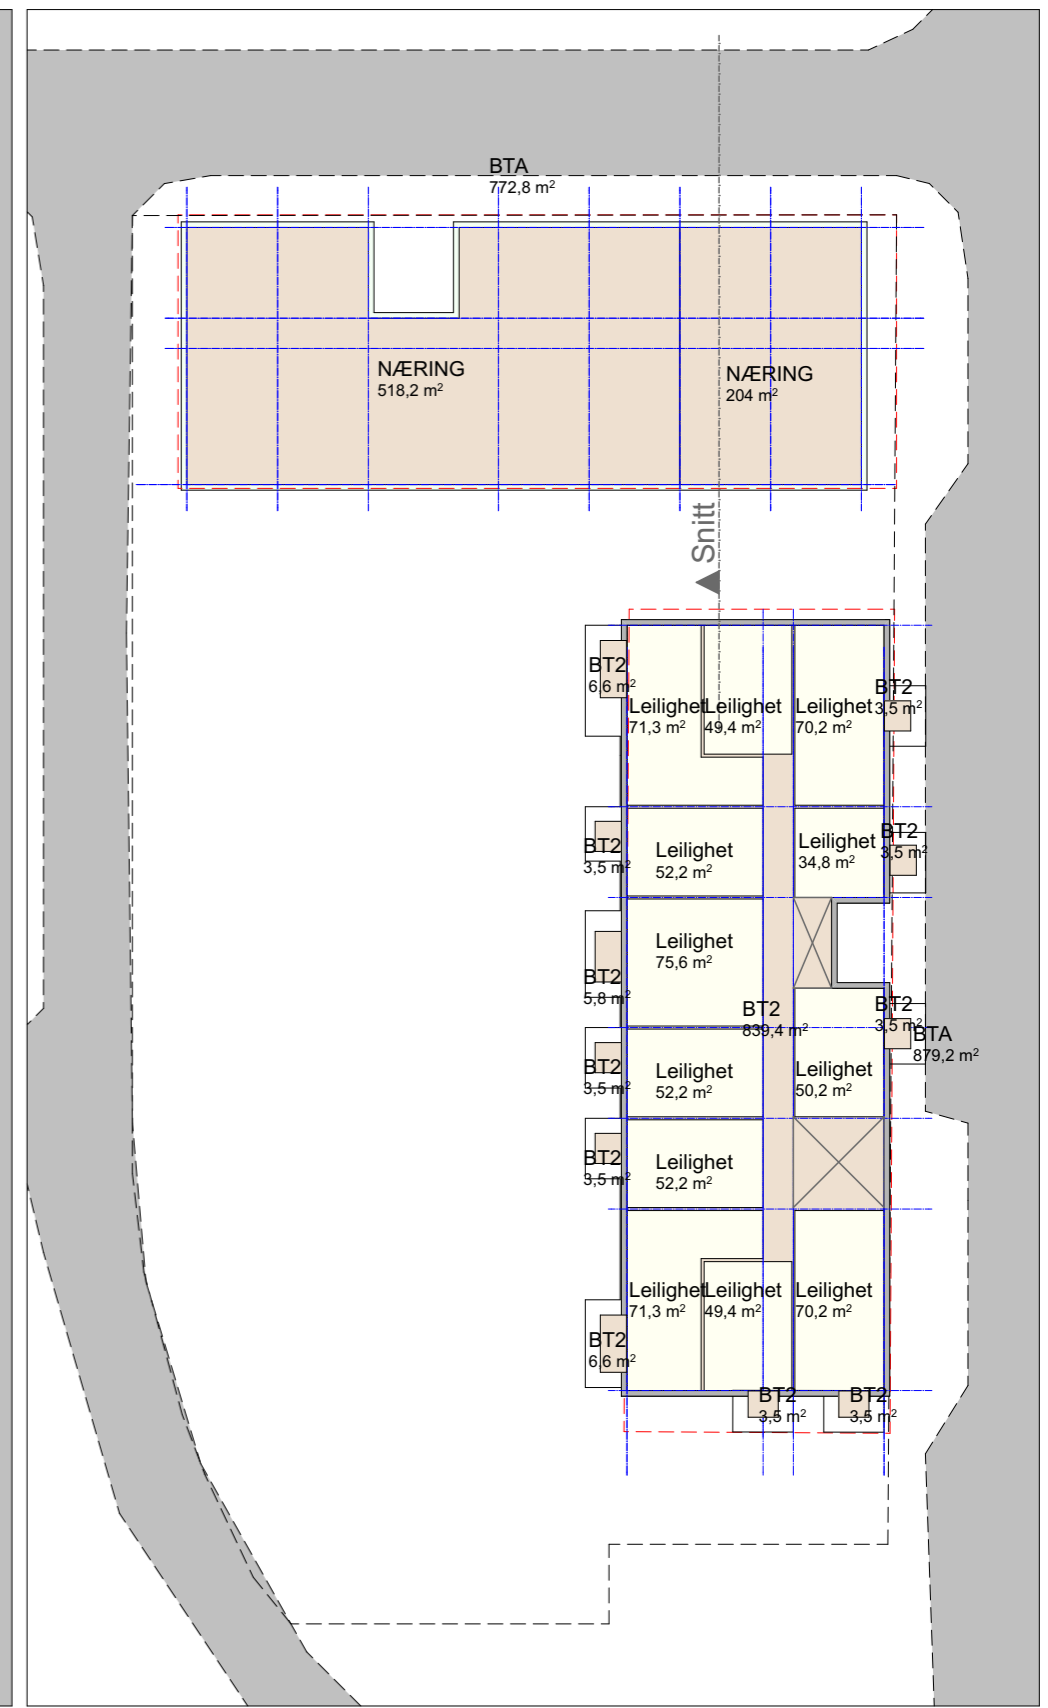 BTA
772,8 m²
NÆRING
518,2 m²
NÆRING
204 m²
Snitt
BT2
6,6 m²
Leilighet
71,3 m²
Leilighet
49,4 m²
Leilighet
70,2 m²
BT2
3,5 m²
BT2
3,5 m²
Leilighet
52,2 m²
Leilighet
34,8 m²
BT2
3,5 m²
Leilighet
75,6 m²
BT2
5,8 m²
BT2
839,4 m²
BT2
3,5 m²
BTA
879,2 m²
BT2
3,5 m²
Leilighet
52,2 m²
Leilighet
50,2 m²
BT2
3,5 m²
Leilighet
52,2 m²
Leilighet
71,3 m²
Leilighet
49,4 m²
Leilighet
70,2 m²
BT2
6,6 m²
BT2
3,5 m²
BT2
3,5 m²